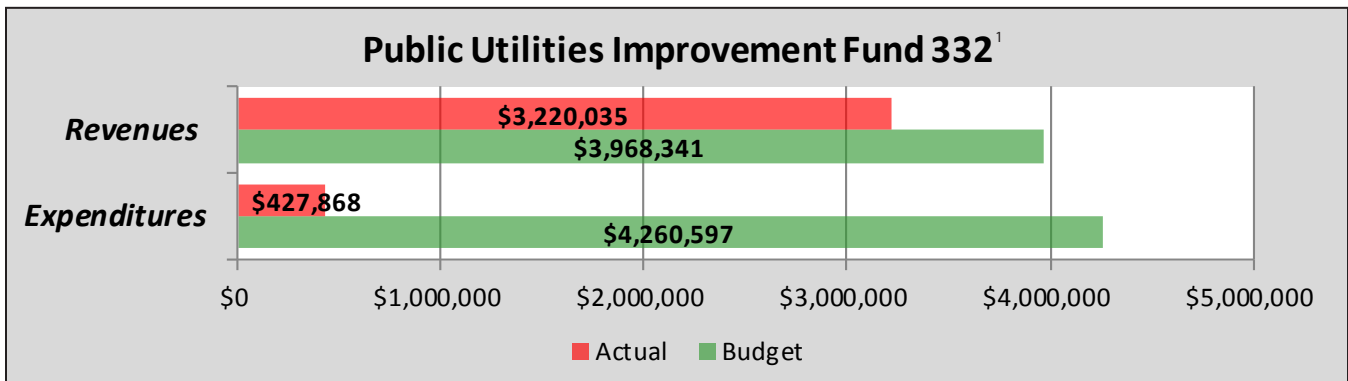 Public Utilities Improvement Fund 332¹
Revenues
$3,220,035
$3,968,341
Expenditures
$427,868
$4,260,597
$0 $1,000,000 $2,000,000 $3,000,000 $4,000,000 $5,000,000
Actual Budget